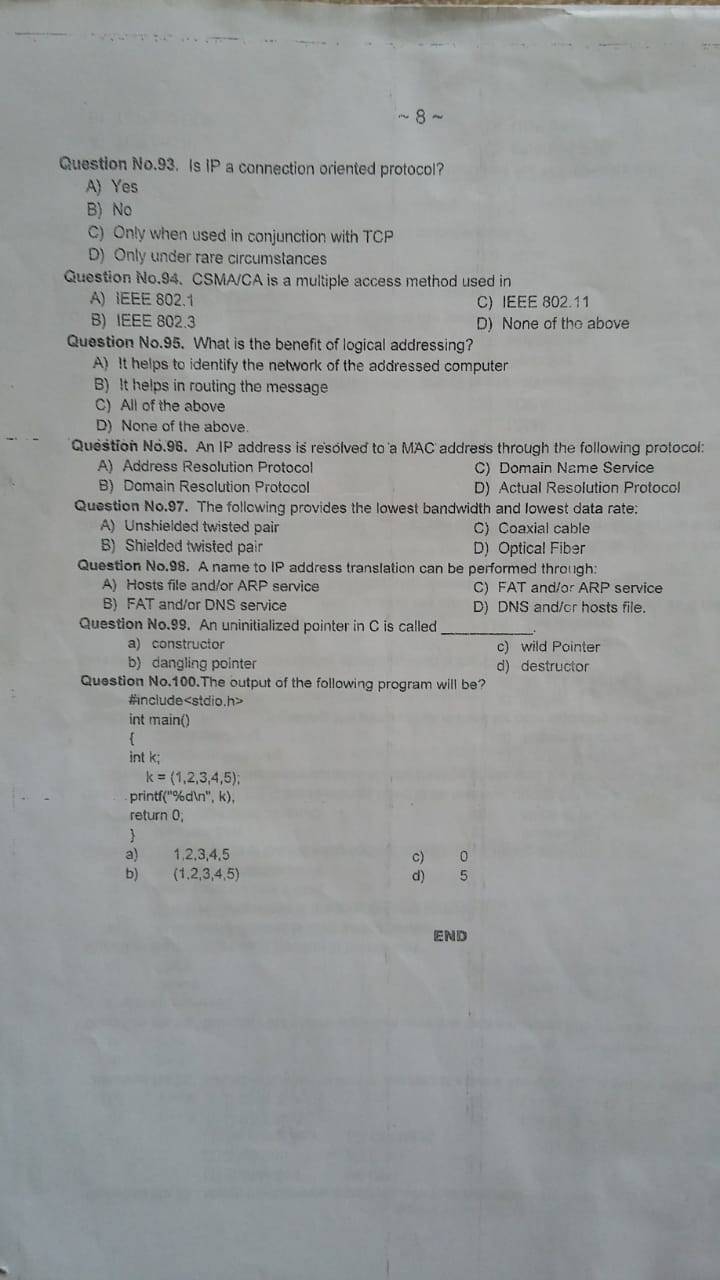 ~ 8 ~
Question No.93. Is IP a connection oriented protocol?
A) Yes
B) No
C) Only when used in conjunction with TCP
D) Only under rare circumstances
Question No.94. CSMA/CA is a multiple access method used in
A) IEEE 802.1
C) IEEE 802.11
B) IEEE 802.3
D) None of the above
Question No.95. What is the benefit of logical addressing?
A) It helps to identify the network of the addressed computer
B) It helps in routing the message
C) All of the above
D) None of the above.
Question No.96. An IP address is resolved to a MAC address through the following protocol:
A) Address Resolution Protocol
C) Domain Name Service
B) Domain Resolution Protocol
D) Actual Resolution Protocol
Question No.97. The following provides the lowest bandwidth and lowest data rate:
A) Unshielded twisted pair
C) Coaxial cable
B) Shielded twisted pair
D) Optical Fiber
Question No.98. A name to IP address translation can be performed through:
A) Hosts file and/or ARP service
C) FAT and/or ARP service
B) FAT and/or DNS service
D) DNS and/or hosts file.
Question No.99. An uninitialized pointer in C is called ____________.
a) constructor
c) wild Pointer
b) dangling pointer
d) destructor
Question No.100.The output of the following program will be?
#include<stdio.h>
int main()
{
int k;
k = (1,2,3,4,5);
printf("%d\n", k);
return 0;
}
a) 1,2,3,4,5
c) 0
b) (1,2,3,4,5)
d) 5
END